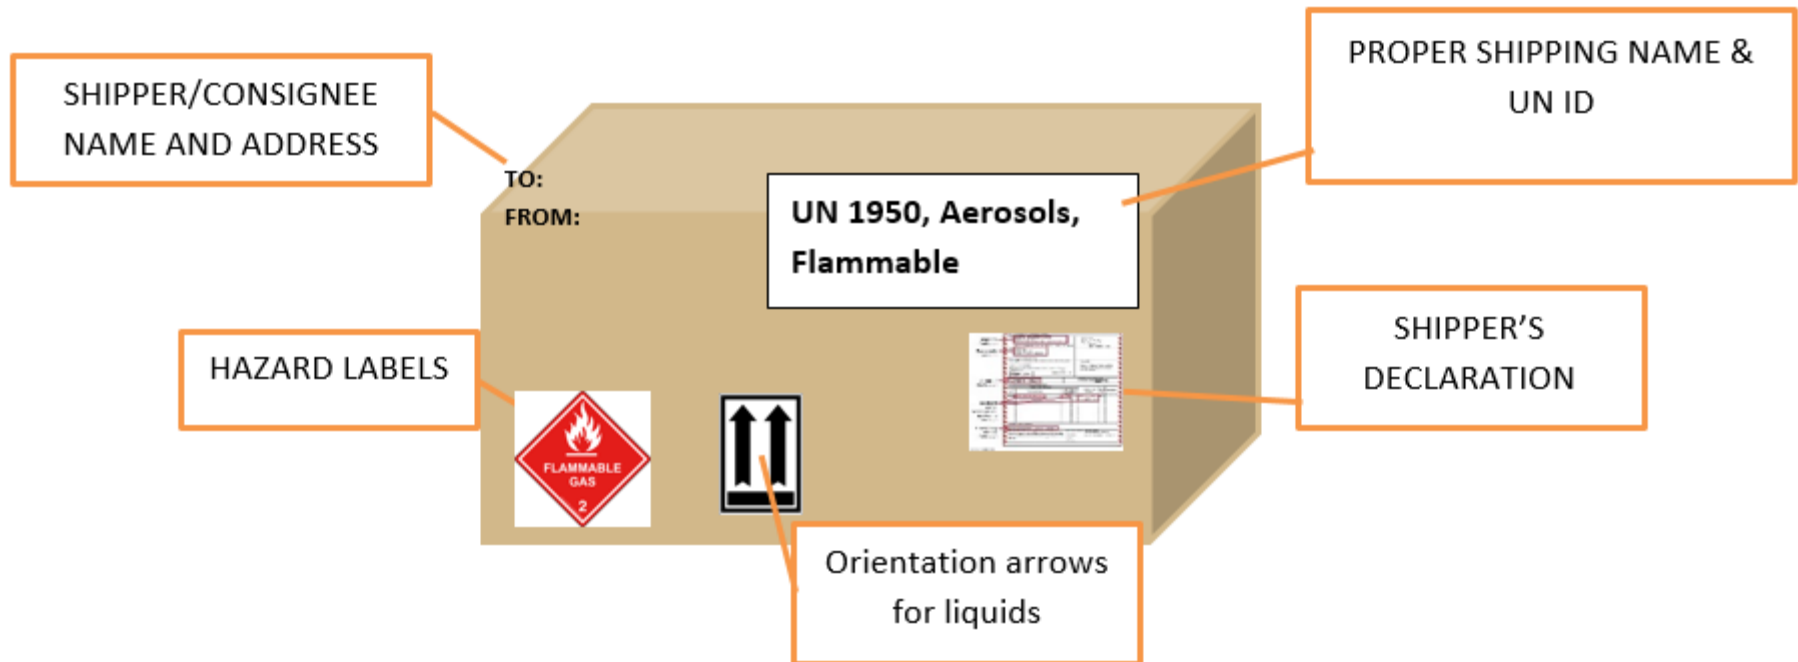 SHIPPER/CONSIGNEE
NAME AND ADDRESS
PROPER SHIPPING NAME &
UN ID
TO:
FROM:
UN 1950, Aerosols,
Flammable
HAZARD LABELS
SHIPPER’S
DECLARATION
FLAMMABLE
GAS
2
Orientation arrows
for liquids